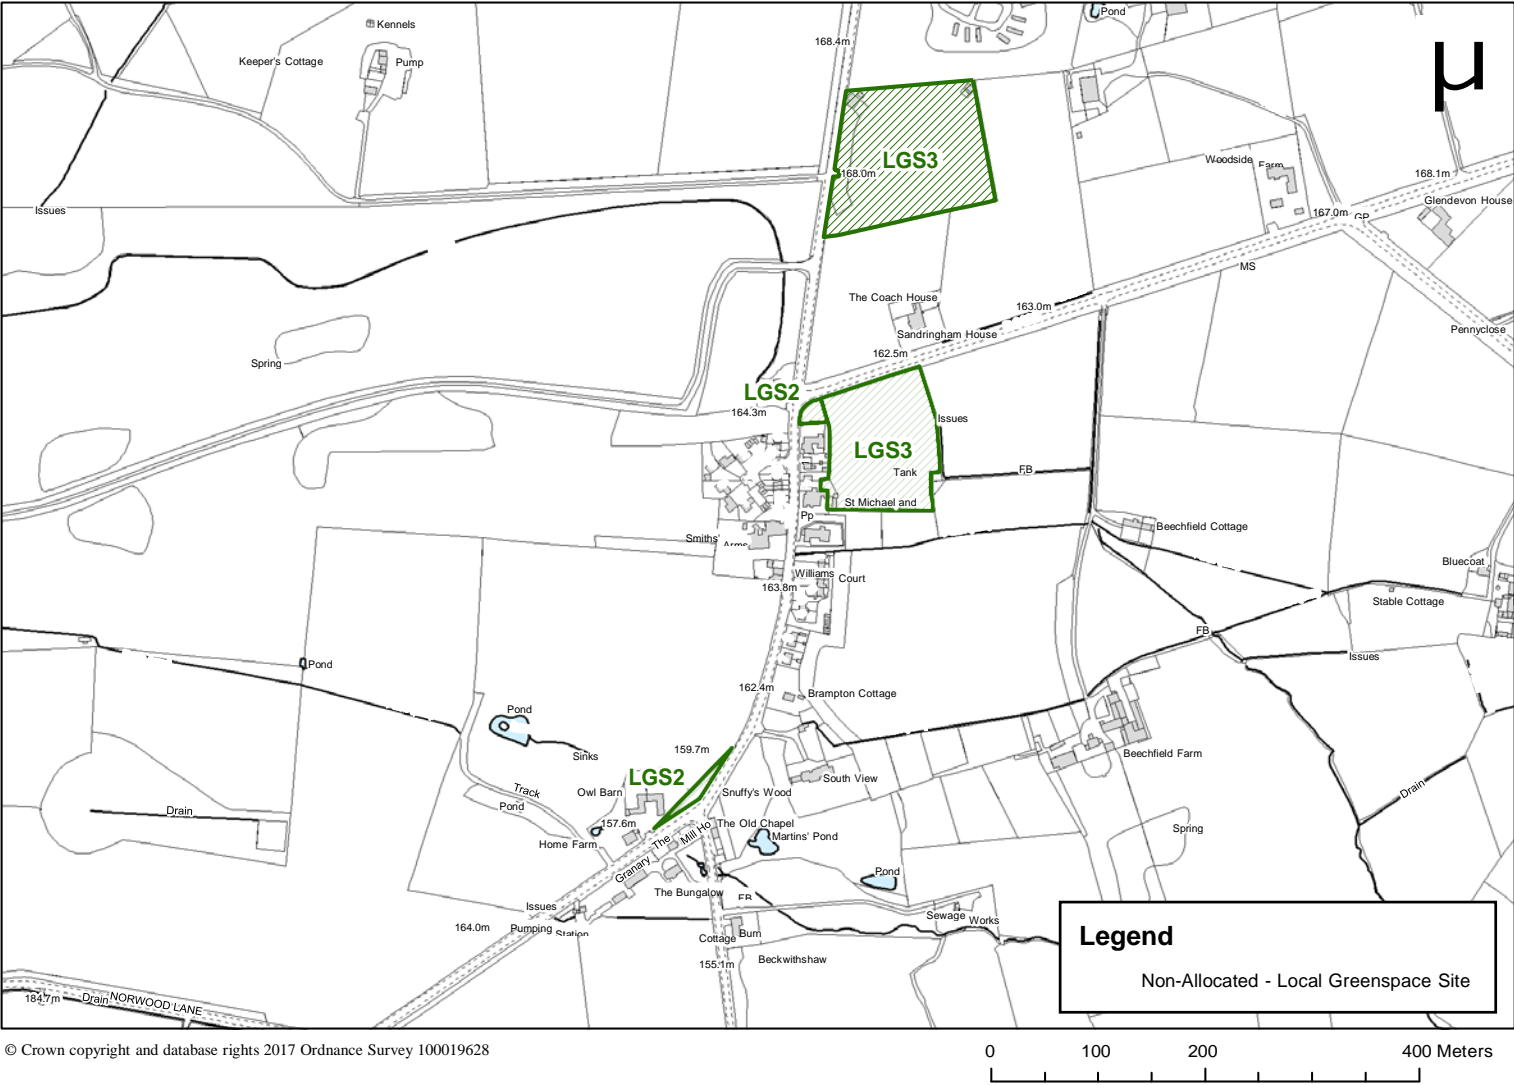 Kennels
Keeper's Cottage
Pump
168.4m
Pond
µ
LGS3
168.0m
Woodside Farm
168.1m
Glendevon House
167.0m
GP
Issues
MS
The Coach House
163.0m
Sandringham House
Pennyclose
Spring
162.5m
LGS2
164.3m
Issues
LGS3
Tank
FB
St Michael and
Pp
Smiths' Arms
Beechfield Cottage
Williams Court
163.8m
Bluecoat
Stable Cottage
FB
Issues
Pond
162.4m
Brampton Cottage
Pond
159.7m
Sinks
Beechfield Farm
LGS2
South View
Track
Owl Barn
Snuffy's Wood
Drain
Pond
Drain
157.6m
The Old Chapel
Martins' Pond
Spring
Home Farm
The Mill Ho
Granary
Pond
The Bungalow
FB
Issues
Sewage Works
164.0m
Pumping Station
Cottage
Burn
Beckwithshaw
155.1m
184.7m
Drain
NORWOOD LANE
Legend
Non-Allocated - Local Greenspace Site
© Crown copyright and database rights 2017 Ordnance Survey 100019628
0 100 200 400 Meters